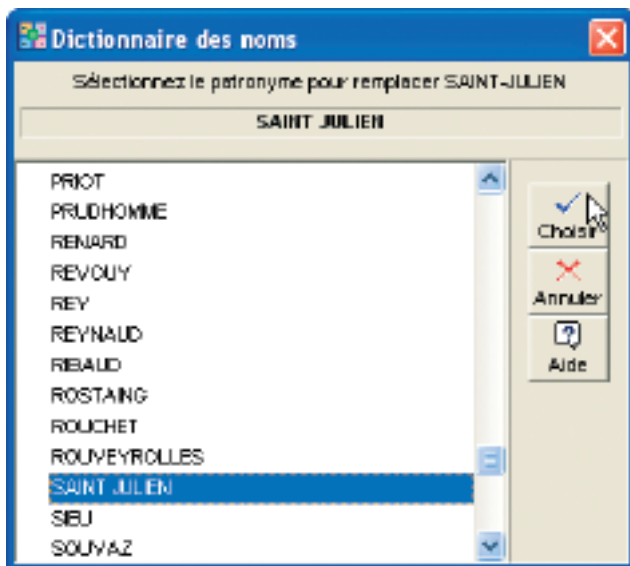 Dictionnaire des noms
Sélectionnez le patronyme pour remplacer SAINT-JULIEN
SAINT JULIEN
PRIOT
PRUDHOMME
RENARD
REVOUY
REY
REYNAUD
RIBAUD
ROSTAING
ROUCHET
ROUVEYROLLES
SAINT JULIEN
SIEU
SOUVAZ
Choisir
Annuler
Aide